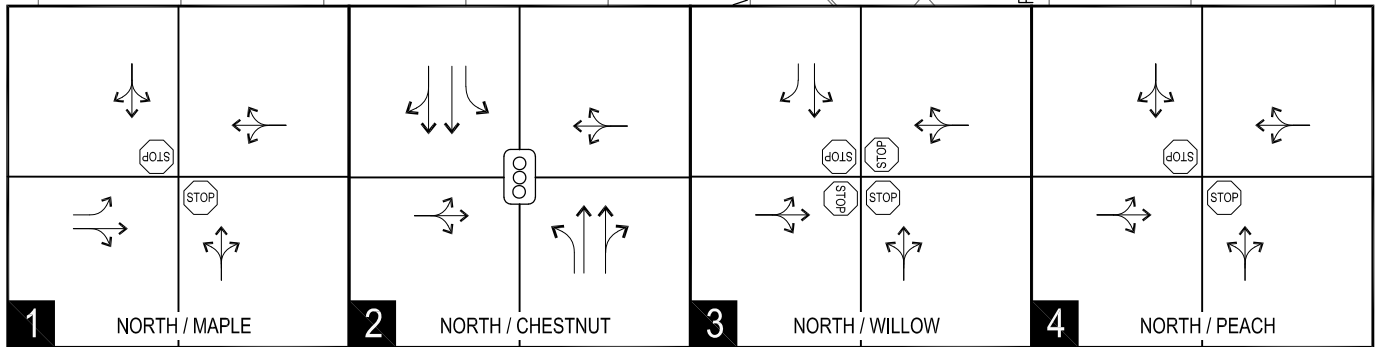 STOP
STOP
1
NORTH / MAPLE
2
NORTH / CHESTNUT
STOP
STOP
STOP
STOP
3
NORTH / WILLOW
STOP
STOP
4
NORTH / PEACH